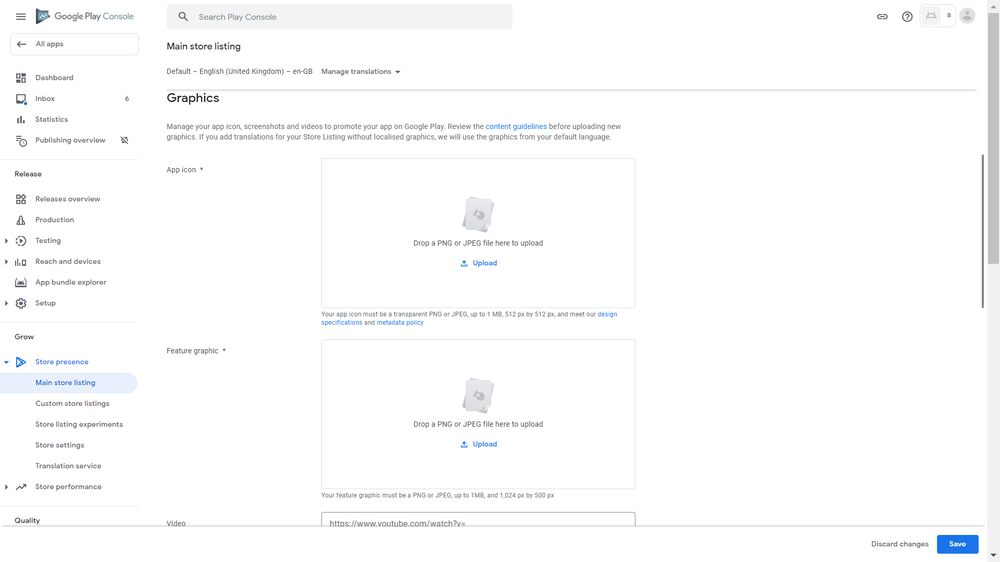 Google Play Console
Search Play Console
a
All apps
Main store listing
Default – English (United Kingdom) – en-GB
Manage translations
Dashboard
Inbox
6
Statistics
Publishing overview
Release
Releases overview
Production
Testing
Reach and devices
App bundle explorer
Setup
Grow
Store presence
Main store listing
Custom store listings
Store listing experiments
Store settings
Translation service
Store performance
Quality
Graphics
Manage your app icon, screenshots and videos to promote your app on Google Play. Review the content guidelines before uploading new
graphics. If you add translations for your Store Listing without localised graphics, we will use the graphics from your default language.
App icon *
Drop a PNG or JPEG file here to upload
Upload
Your app icon must be a transparent PNG or JPEG, up to 1 MB, 512 px by 512 px, and meet our design
specifications and metadata policy
Feature graphic *
Drop a PNG or JPEG file here to upload
Upload
Your feature graphic must be a PNG or JPEG, up to 1MB, and 1,024 px by 500 px
Video
https://www.youtube.com/watch?v=
Discard changes
Save